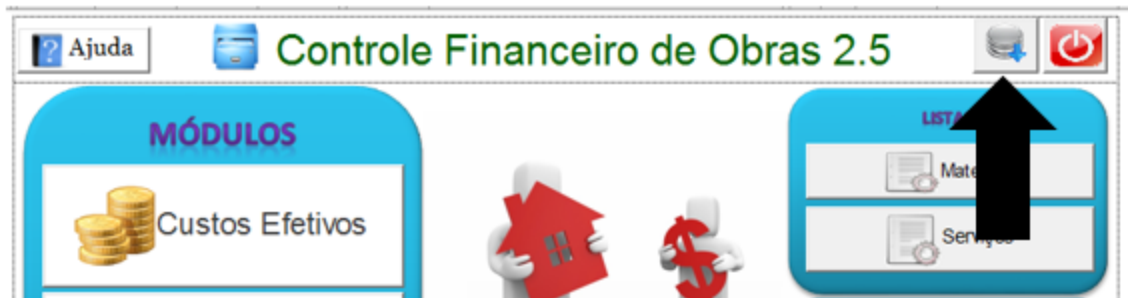 Ajuda
Controle Financeiro de Obras 2.5
MÓDULOS
Custos Efetivos